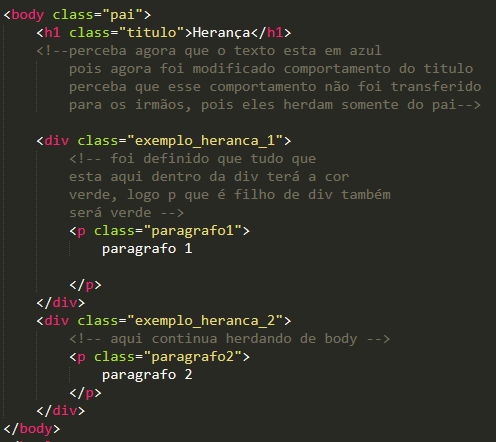 <body class="pai">
<h1 class="titulo">Herança</h1>
<!--perceba agora que o texto esta em azul
pois agora foi modificado comportamento do titulo
perceba que esse comportamento não foi transferido
para os irmãos, pois eles herdam somente do pai-->
<div class="exemplo_heranca_1">
<!-- foi definido que tudo que
esta aqui dentro da div terá a cor
verde, logo p que é filho de div também
será verde -->
<p class="paragrafo1">
paragrafo 1
</p>
</div>
<div class="exemplo_heranca_2">
<!-- aqui continua herdando de body -->
<p class="paragrafo2">
paragrafo 2
</p>
</div>
</body>